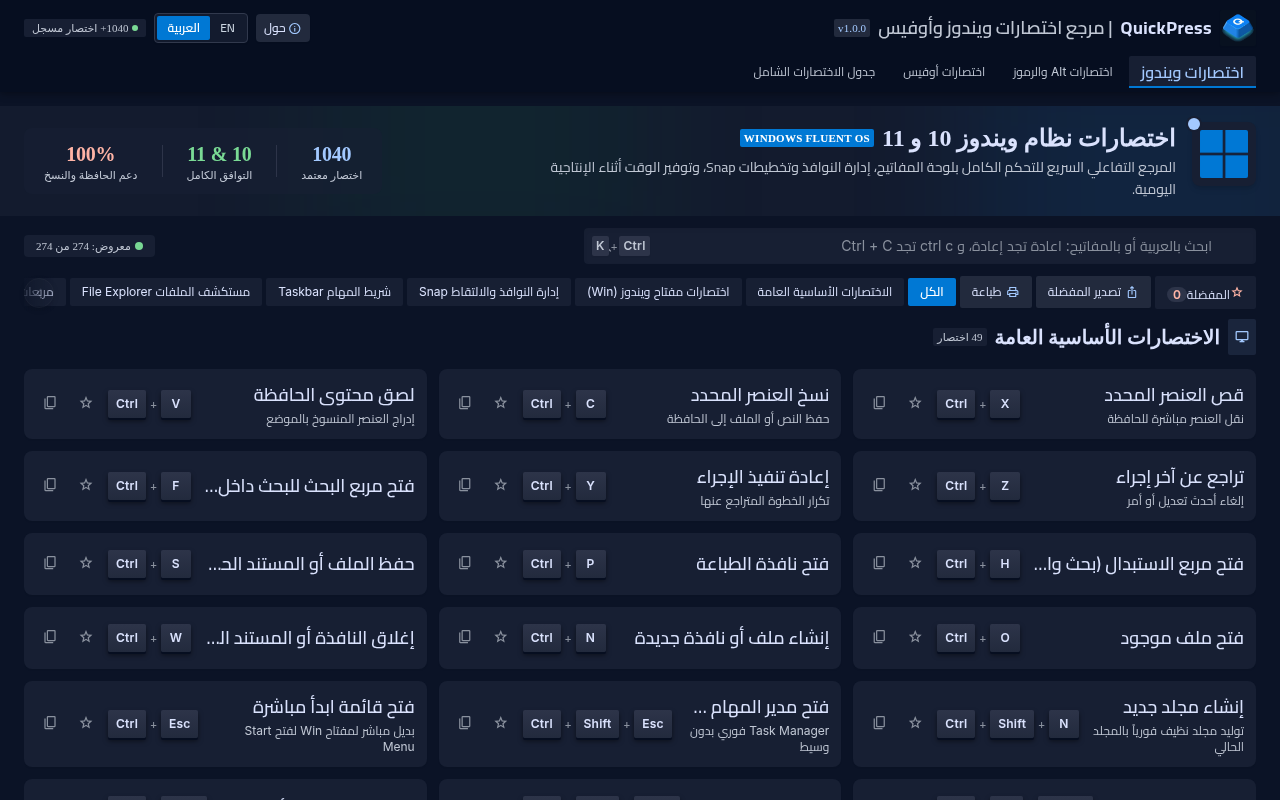 QuickPress | مرجع اختصارات ويندوز وأوفيس v1.0.0
حول
EN العربية
+1040 اختصار مسجل
اختصارات ويندوز
اختصارات Alt والرموز
اختصارات أوفيس
جدول الاختصارات الشامل
اختصارات نظام ويندوز 10 و 11 WINDOWS FLUENT OS
المرجع التفاعلي السريع للتحكم الكامل بلوحة المفاتيح، إدارة النوافذ وتخطيطات Snap، وتوفير الوقت أثناء الإنتاجية
اليومية.
1040
اختصار معتمد
10 & 11
التوافق الكامل
100%
دعم الحافظة والنسخ
ابحث بالعربية أو بالمفاتيح: اعادة تجد إعادة، و ctrl c تجد Ctrl + C
Ctrl + K
معروض: 274 من 274
المفضلة 0
تصدير المفضلة
طباعة
الكل
الاختصارات الأساسية العامة
اختصارات مفتاح ويندوز (Win)
إدارة النوافذ والالتقاط Snap
شريط المهام Taskbar
مستكشف الملفات File Explorer
الاختصارات الأساسية العامة 49 اختصار
قص العنصر المحدد
نقل العنصر مباشرة للحافظة
Ctrl + X
نسخ العنصر المحدد
حفظ النص أو الملف إلى الحافظة
Ctrl + C
لصق محتوى الحافظة
إدراج العنصر المنسوخ بالموضع
Ctrl + V
تراجع عن آخر إجراء
إلغاء أحدث تعديل أو أمر
Ctrl + Z
إعادة تنفيذ الإجراء
تكرار الخطوة المتراجع عنها
Ctrl + Y
فتح مربع البحث للبحث داخل...
Ctrl + F
فتح مربع الاستبدال (بحث وا...
Ctrl + H
فتح نافذة الطباعة
Ctrl + P
حفظ الملف أو المستند الحـ...
Ctrl + S
فتح ملف موجود
Ctrl + O
إنشاء ملف أو نافذة جديدة
Ctrl + N
إغلاق النافذة أو المستند الـ...
Ctrl + W
إنشاء مجلد جديد
توليد مجلد نظيف فورياً بالمجلد
الحالي
Ctrl + Shift + N
فتح مدير المهام ...
Task Manager فوري بدون
وسيط
Ctrl + Shift + Esc
فتح قائمة ابدأ مباشرة
بديل مباشر لمفتاح Win لفتح Start
Menu
Ctrl + Esc